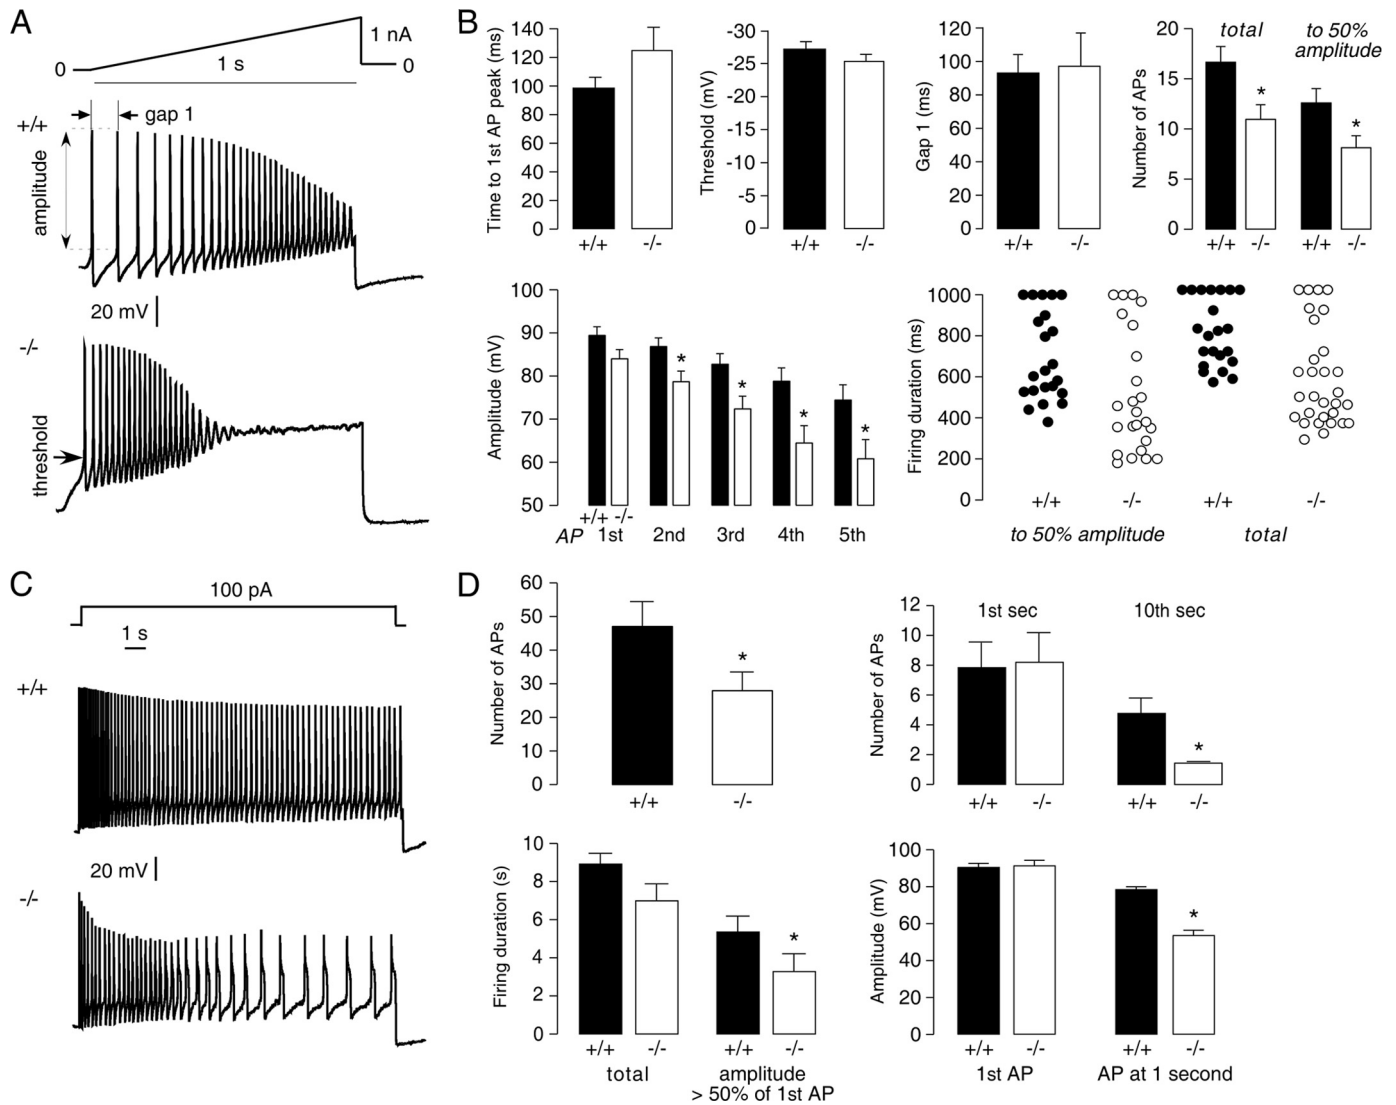 A
0
1 nA
0
1 s
gap 1
+/+
amplitude
20 mV
-/-
threshold
B
Time to 1st AP peak (ms)
140
120
100
80
60
40
20
0
+/+ -/-
Threshold (mV)
-30
-25
-20
-15
-10
-5
0
+/+ -/-
Gap 1 (ms)
120
100
80
60
40
20
0
+/+ -/-
Number of APs
20
15
10
5
0
total
to 50%
amplitude
*
*
+/+ -/- +/+ -/-
Amplitude (mV)
100
90
80
70
60
50
*
*
*
*
+/+ -/-
AP 1st 2nd 3rd 4th 5th
Firing duration (ms)
1000
800
600
400
200
0
+/+ -/- +/+ -/-
to 50% amplitude total
C
100 pA
1 s
+/+
20 mV
-/-
D
Number of APs
60
50
40
30
20
10
0
*
+/+ -/-
Number of APs
12
10
8
6
4
2
0
1st sec 10th sec
*
+/+ -/- +/+ -/-
Firing duration (s)
10
8
6
4
2
0
*
+/+ -/- +/+ -/-
total amplitude
> 50% of 1st AP
Amplitude (mV)
100
80
60
40
20
0
*
+/+ -/- +/+ -/-
1st AP AP at 1 second